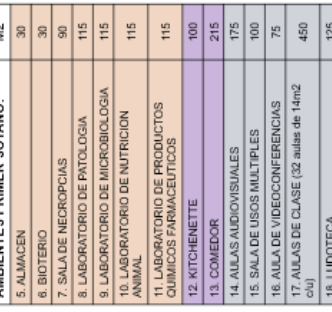 AMBIENTES PRIMER SOTANO: M2
5. ALMACEN 30
6. BIOTERIO 30
7. SALA DE NECROPCIAS 90
8. LABORATORIO DE PATOLOGIA 115
9. LABORATORIO DE MICROBIOLOGIA 115
10. LABORATORIO DE NUTRICION
ANIMAL 115
11. LABORATORIO DE PRODUCTOS
QUIMICOS FARMACEUTICOS 115
12. KITCHENETTE 100
13. COMEDOR 215
14. AULAS AUDIOVISUALES 175
15. SALA DE USOS MULTIPLES 100
16. AULA DE VIDEOCONFERENCIAS 75
17. AULAS DE CLASE (32 aulas de 14m2
c/u) 450
18. LUDOTECA 125